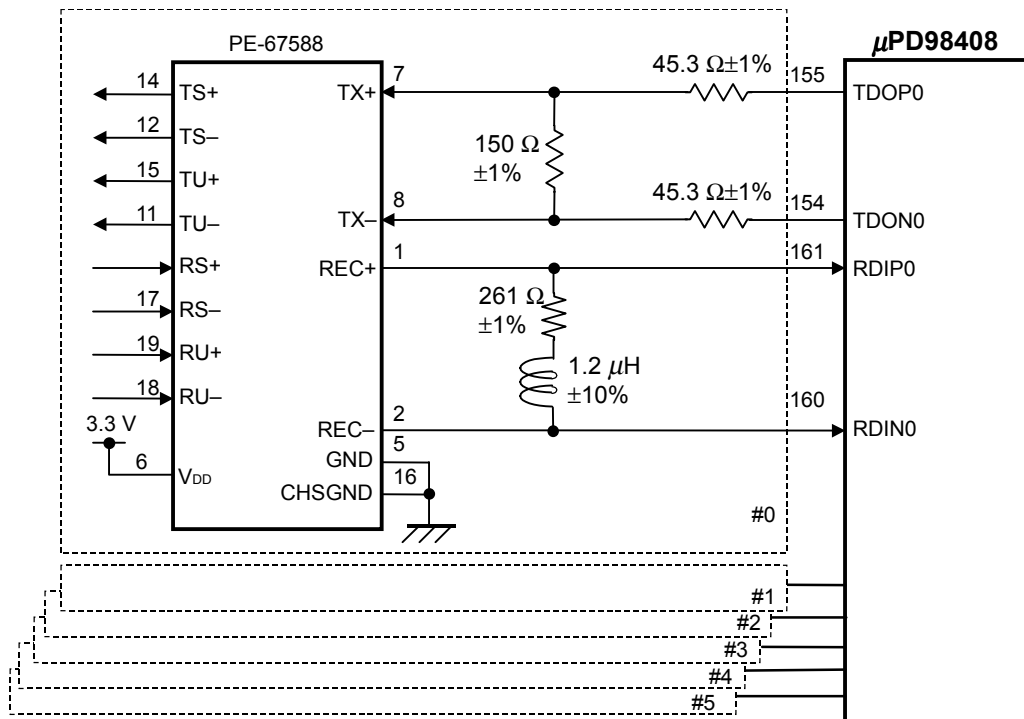 PE-67588
µPD98408
14 TS+
12 TS–
15 TU+
11 TU–
RS+
17 RS–
19 RU+
18 RU–
3.3 V
6 VDD
TX+ 7
TX– 8
REC+ 1
REC– 2
GND 5
CHSGND 16
150 Ω
±1%
45.3 Ω±1%
45.3 Ω±1%
261 Ω
±1%
1.2 µH
±10%
155 TDOP0
154 TDON0
161 RDIP0
160 RDIN0
#0
#1
#2
#3
#4
#5